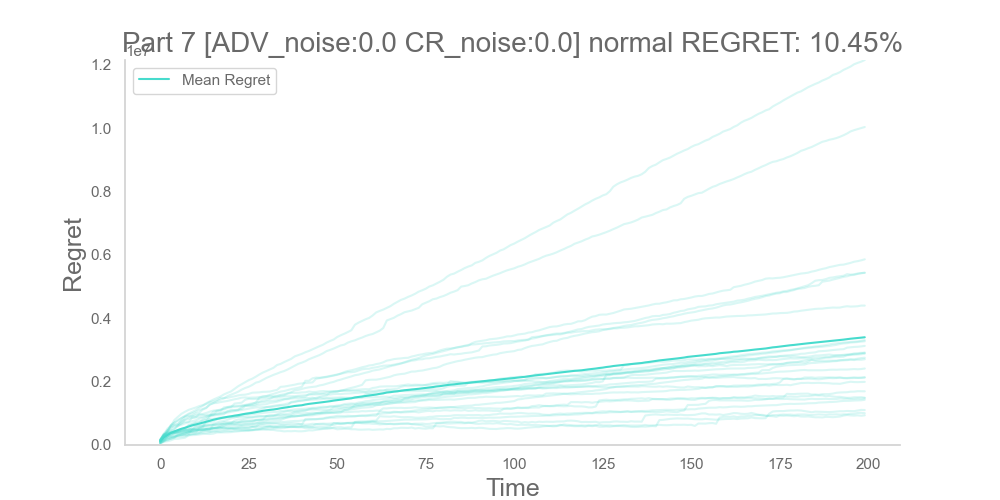 Part 7 [ADV_noise:0.0 CR_noise:0.0] normal REGRET: 10.45%
1e7
Mean Regret
1.2
1.0
0.8
0.6
0.4
0.2
0.0
Regret
0 25 50 75 100 125 150 175 200
Time